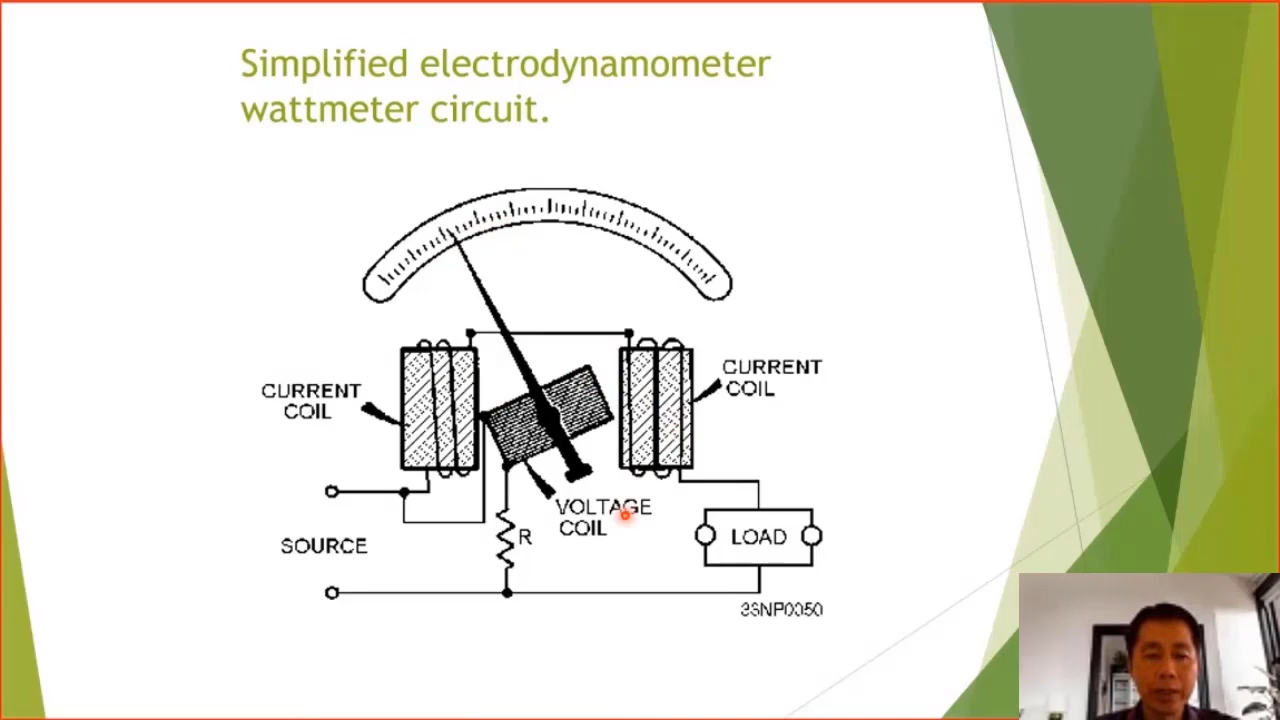 Simplified electrodynamometer
wattmeter circuit.
CURRENT
COIL
CURRENT
COIL
VOLTAGE
COIL
R
SOURCE
LOAD
3SNP0050